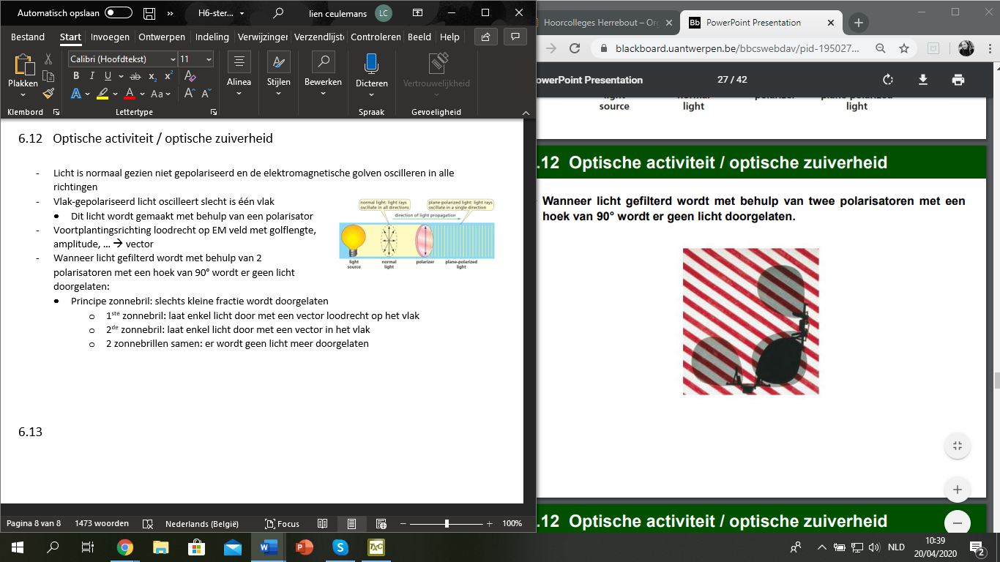 Automatisch opslaan
H6-ster...
lien ceulemans
LC
Bestand Start Invoegen Ontwerpen Indeling Verwijzingen Verzendlijste Controleren Beeld Help
Plakken
Klembord
Calibri (Hoofdtekst) 11
B I U ab x₂ x²
A A Aa A A
Lettertype
Alinea
Stijlen
Bewerken
Dicteren
Spraak
Vertrouwelijkheid
Gevoeligheid
6.12 Optische activiteit / optische zuiverheid
- Licht is normaal gezien niet gepolariseerd en de elektromagnetische golven oscilleren in alle
richtingen
- Vlak-gepolariseerd licht oscilleert slecht is één vlak
• Dit licht wordt gemaakt met behulp van een polarisator
- Voortplantingsrichting loodrecht op EM veld met golflengte,
amplitude, ... → vector
- Wanneer licht gefilterd wordt met behulp van 2
polarisatoren met een hoek van 90° wordt er geen licht
doorgelaten:
• Principe zonnebril: slechts kleine fractie wordt doorgelaten
o 1ste zonnebril: laat enkel licht door met een vector loodrecht op het vlak
o 2de zonnebril: laat enkel licht door met een vector in het vlak
o 2 zonnebrillen samen: er wordt geen licht meer doorgelaten
normal light: light rays
oscillate in all directions
plane-polarized light: light rays
oscillate in a single direction
direction of light propagation
light
source
normal
light
polarizer
plane-polarized
light
6.13
Pagina 8 van 8 1473 woorden Nederlands (België) Focus 100%
Hoorcolleges Herrebout – Org
Bb PowerPoint Presentation
blackboard.uantwerpen.be/bbcswebdav/pid-195027...
owerPoint Presentation 27 / 42
light
source
normal
light
polarizer
plane-polarized
light
.12 Optische activiteit / optische zuiverheid
Wanneer licht gefilterd wordt met behulp van twee polarisatoren met een
hoek van 90° wordt er geen licht doorgelaten.
.12 Optische activiteit / optische zuiverheid
NLD
10:39
20/04/2020
2